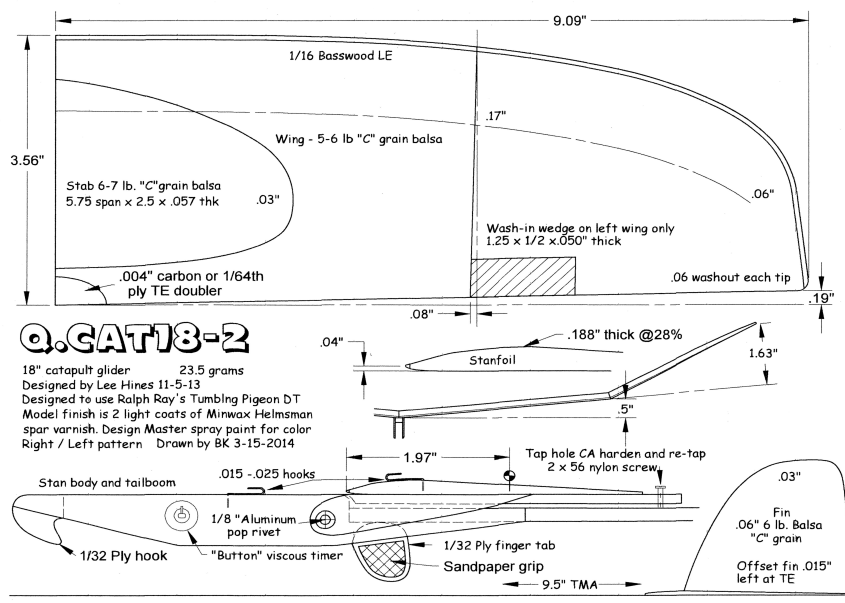 9.09"
1/16 Basswood LE
.17"
Wing - 5-6 lb "C" grain balsa
3.56"
Stab 6-7 lb. "C"grain balsa
5.75 span x 2.5 x .057 thk
.03"
.06"
Wash-in wedge on left wing only
1.25 x 1/2 x.050" thick
.004" carbon or 1/64th
ply TE doubler
.06 washout each tip
.19"
.08"
Q.CAT18-2
.04"
.188" thick @28%
Stanfoil
1.63"
.5"
18" catapult glider 23.5 grams
Designed by Lee Hines 11-5-13
Designed to use Ralph Ray's Tumblng Pigeon DT
Model finish is 2 light coats of Minwax Helmsman
spar varnish. Design Master spray paint for color
Right / Left pattern Drawn by BK 3-15-2014
1.97"
Tap hole CA harden and re-tap
2 x 56 nylon screw
.015 -.025 hooks
Stan body and tailboom
1/8 "Aluminum
pop rivet
1/32 Ply hook
"Button" viscous timer
1/32 Ply finger tab
Sandpaper grip
9.5" TMA
.03"
Fin
.06" 6 lb. Balsa
"C" grain
Offset fin .015"
left at TE